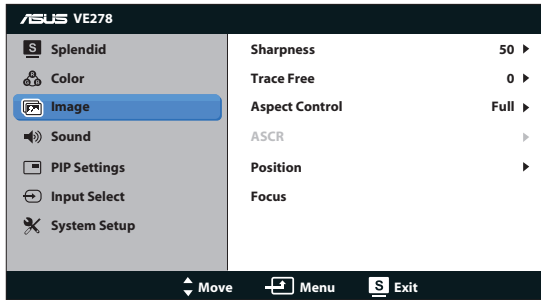 ASUS VE278
S Splendid
Color
Image
Sound
PIP Settings
Input Select
System Setup
Sharpness 50
Trace Free 0
Aspect Control Full
ASCR
Position
Focus
Move Menu S Exit